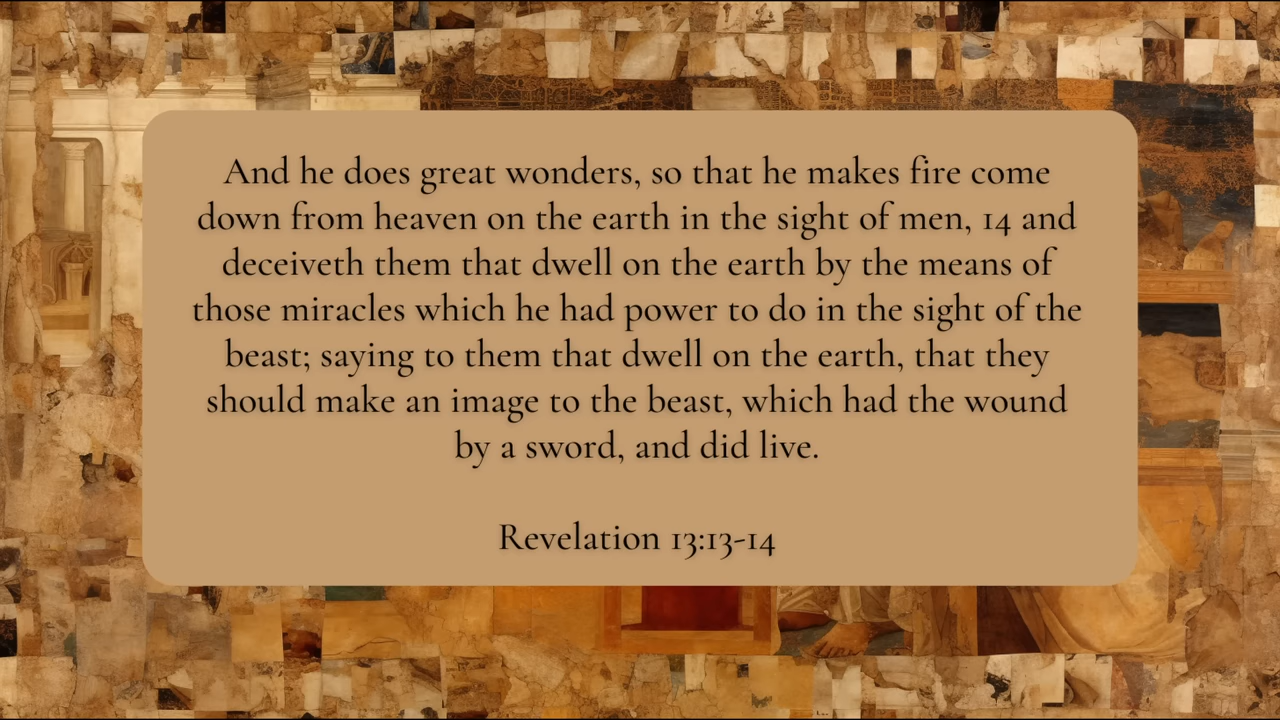 And he does great wonders, so that he makes fire come
down from heaven on the earth in the sight of men, 14 and
deceiveth them that dwell on the earth by the means of
those miracles which he had power to do in the sight of the
beast; saying to them that dwell on the earth, that they
should make an image to the beast, which had the wound
by a sword, and did live.
Revelation 13:13-14